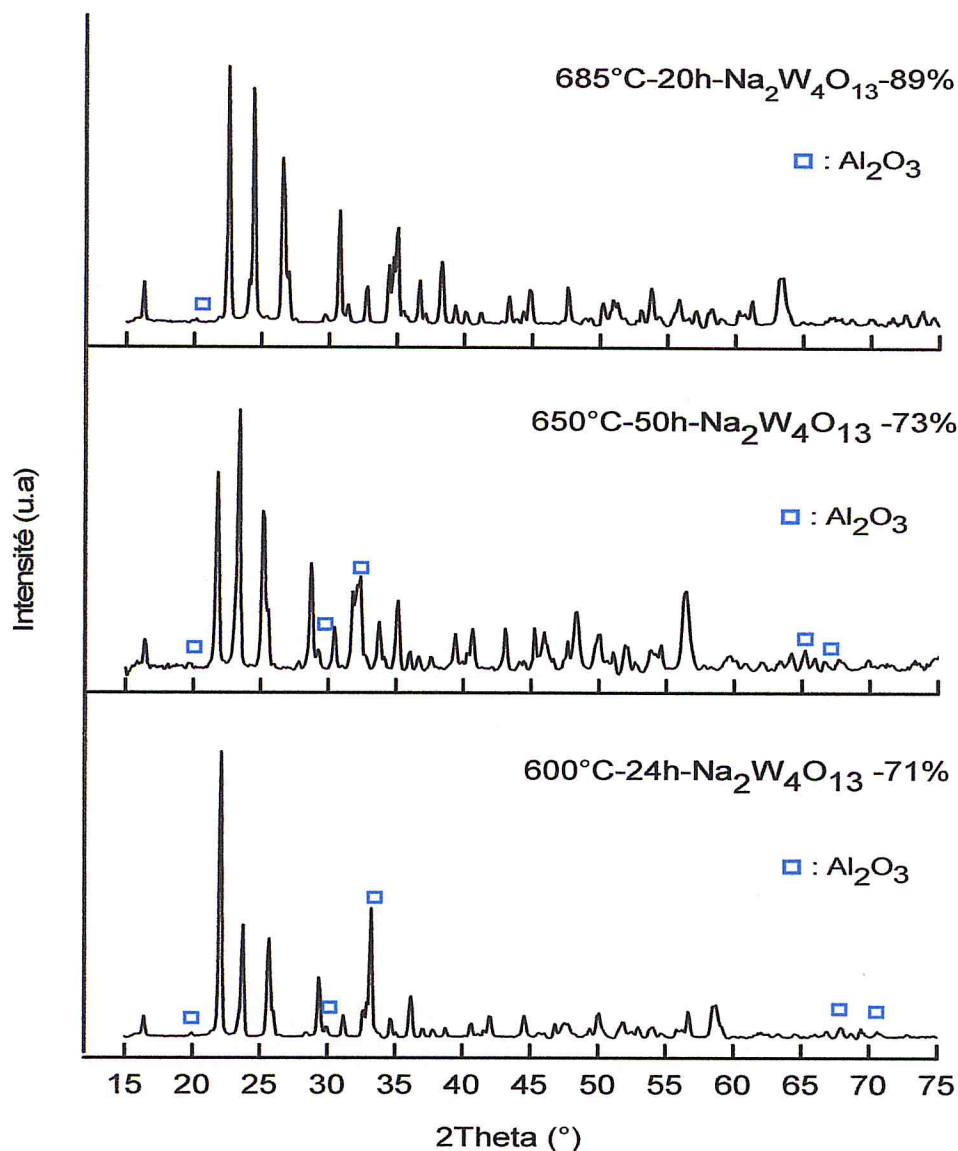 685°C-20h-Na₂W₄O₁₃-89%
: Al₂O₃
650°C-50h-Na₂W₄O₁₃ -73%
: Al₂O₃
600°C-24h-Na₂W₄O₁₃ -71%
: Al₂O₃
Intensité (u.a)
15 20 25 30 35 40 45 50 55 60 65 70 75
2Theta (°)